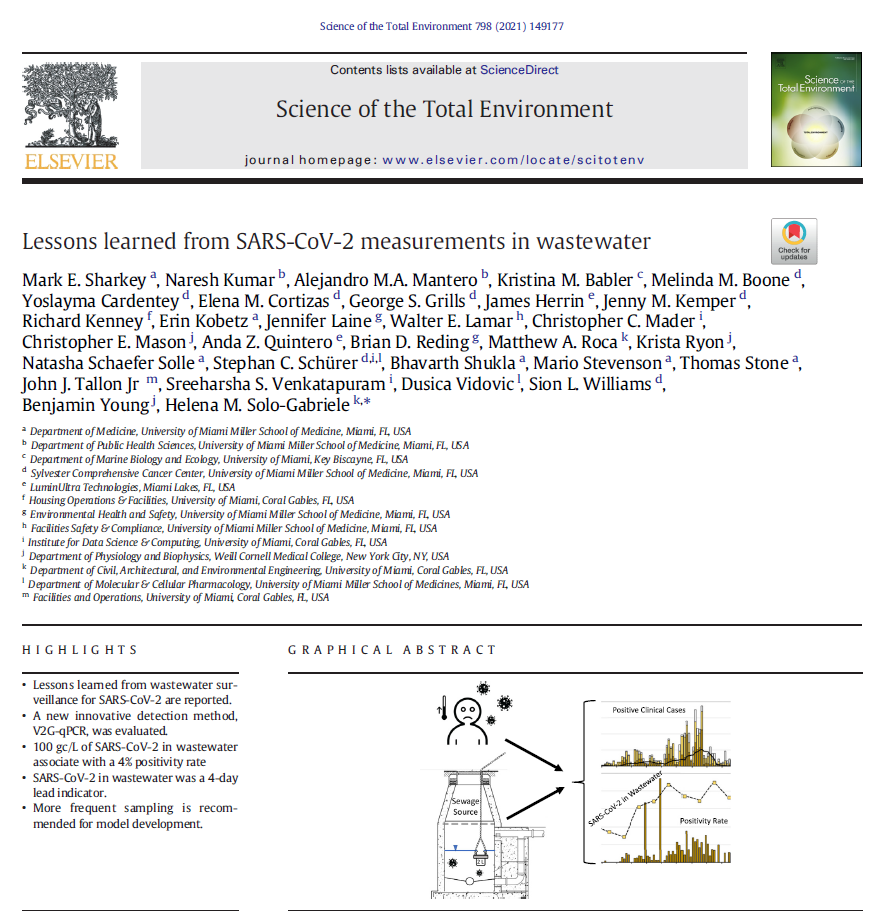 Science of the Total Environment 798 (2021) 149177
Contents lists available at ScienceDirect
Science of the Total Environment
journal homepage: www.elsevier.com/locate/scitotenv
ELSEVIER
Science OF THE
Total Environment
Lessons learned from SARS-CoV-2 measurements in wastewater
Check for
updates
Mark E. Sharkey a, Naresh Kumar b, Alejandro M.A. Mantero b, Kristina M. Babler c, Melinda M. Boone d,
Yoslayma Cardentey d, Elena M. Cortizas d, George S. Grills d, James Herrin e, Jenny M. Kemper d,
Richard Kenney f, Erin Kobetz a, Jennifer Laine g, Walter E. Lamar h, Christopher C. Mader i,
Christopher E. Mason j, Anda Z. Quintero e, Brian D. Reding g, Matthew A. Roca k, Krista Ryon j,
Natasha Schaefer Solle a, Stephan C. Schürer d,i,l, Bhavarth Shukla a, Mario Stevenson a, Thomas Stone a,
John J. Tallon Jr m, Sreeharsha S. Venkatapuram i, Dusica Vidovic l, Sion L. Williams d,
Benjamin Young j, Helena M. Solo-Gabriele k,*
a Department of Medicine, University of Miami Miller School of Medicine, Miami, FL, USA
b Department of Public Health Sciences, University of Miami Miller School of Medicine, Miami, FL, USA
c Department of Marine Biology and Ecology, University of Miami, Key Biscayne, FL, USA
d Sylvester Comprehensive Cancer Center, University of Miami Miller School of Medicine, Miami, FL, USA
e LuminUltra Technologies, Miami Lakes, FL, USA
f Housing Operations & Facilities, University of Miami, Coral Gables, FL, USA
g Environmental Health and Safety, University of Miami Miller School of Medicine, Miami, FL, USA
h Facilities Safety & Compliance, University of Miami Miller School of Medicine, Miami, FL, USA
i Institute for Data Science & Computing, University of Miami, Coral Gables, FL, USA
j Department of Physiology and Biophysics, Weill Cornell Medical College, New York City, NY, USA
k Department of Civil, Architectural, and Environmental Engineering, University of Miami, Coral Gables, FL, USA
l Department of Molecular & Cellular Pharmacology, University of Miami Miller School of Medicines, Miami, FL, USA
m Facilities and Operations, University of Miami, Coral Gables, FL, USA
HIGHLIGHTS
• Lessons learned from wastewater sur-
veillance for SARS-CoV-2 are reported.
• A new innovative detection method,
V2G-qPCR, was evaluated.
• 100 gc/L of SARS-CoV-2 in wastewater
associate with a 4% positivity rate
• SARS-CoV-2 in wastewater was a 4-day
lead indicator.
• More frequent sampling is recom-
mended for model development.
GRAPHICAL ABSTRACT
Positive Clinical Cases
SARS-CoV-2 in Wastewater
Positivity Rate
Sewage
Source
2 L